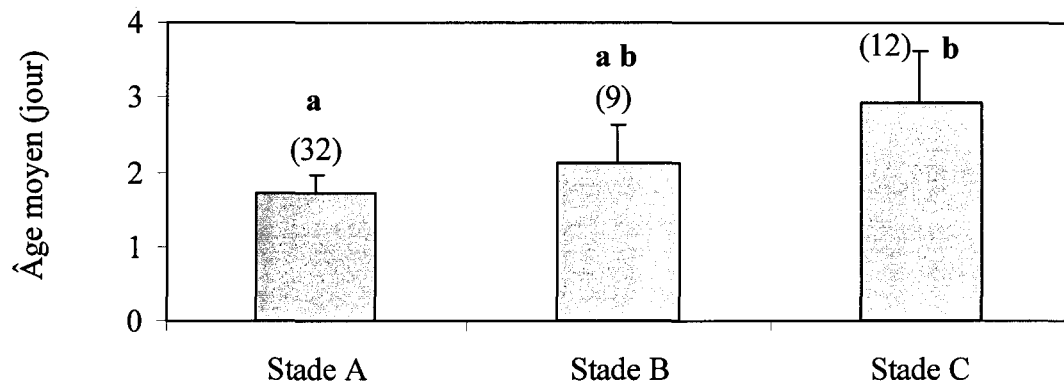 Âge moyen (jour)
4
3
2
1
0
a
(32)
a b
(9)
(12) b
Stade A
Stade B
Stade C